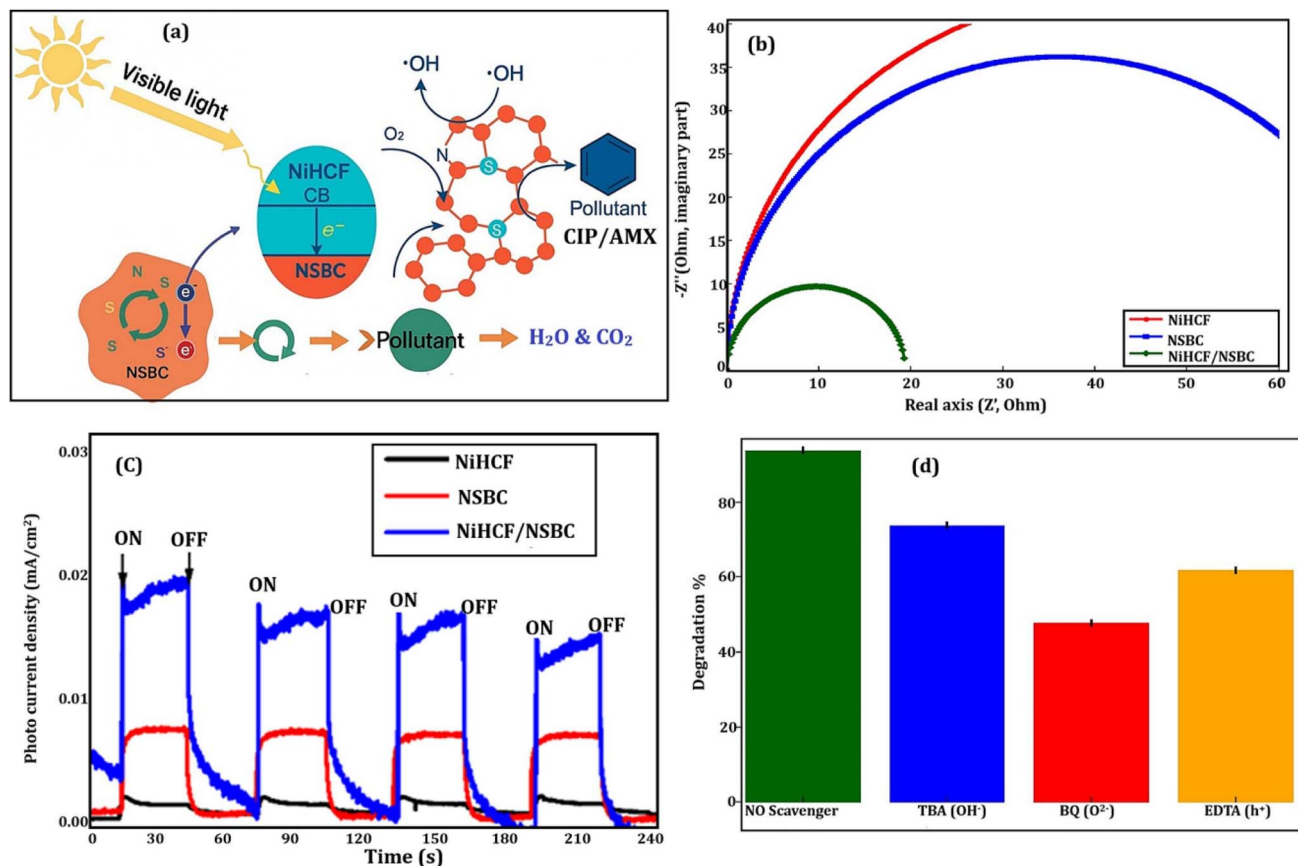 (a)
Visible light
NiHCF
CB
e⁻
NSBC
N
S
S
S
S⁻
e⁻
e
NSBC
·OH
·OH
O₂
N
S
S
Pollutant
CIP/AMX
Pollutant
H₂O & CO₂
(b)
-Z''(Ohm, imaginary part)
40
35
30
25
20
15
10
5
0
0 10 20 30 40 50 60
Real axis (Z', Ohm)
NiHCF
NSBC
NiHCF/NSBC
(C)
Photo current density (mA/cm²)
0.03
0.02
0.01
0.00
NiHCF
NSBC
NiHCF/NSBC
ON OFF
ON OFF
ON OFF
ON OFF
0 30 60 90 120 150 180 210 240
Time (s)
(d)
Degradation %
80
60
40
20
0
NO Scavenger TBA (OH·) BQ (O²·) EDTA (h⁺)